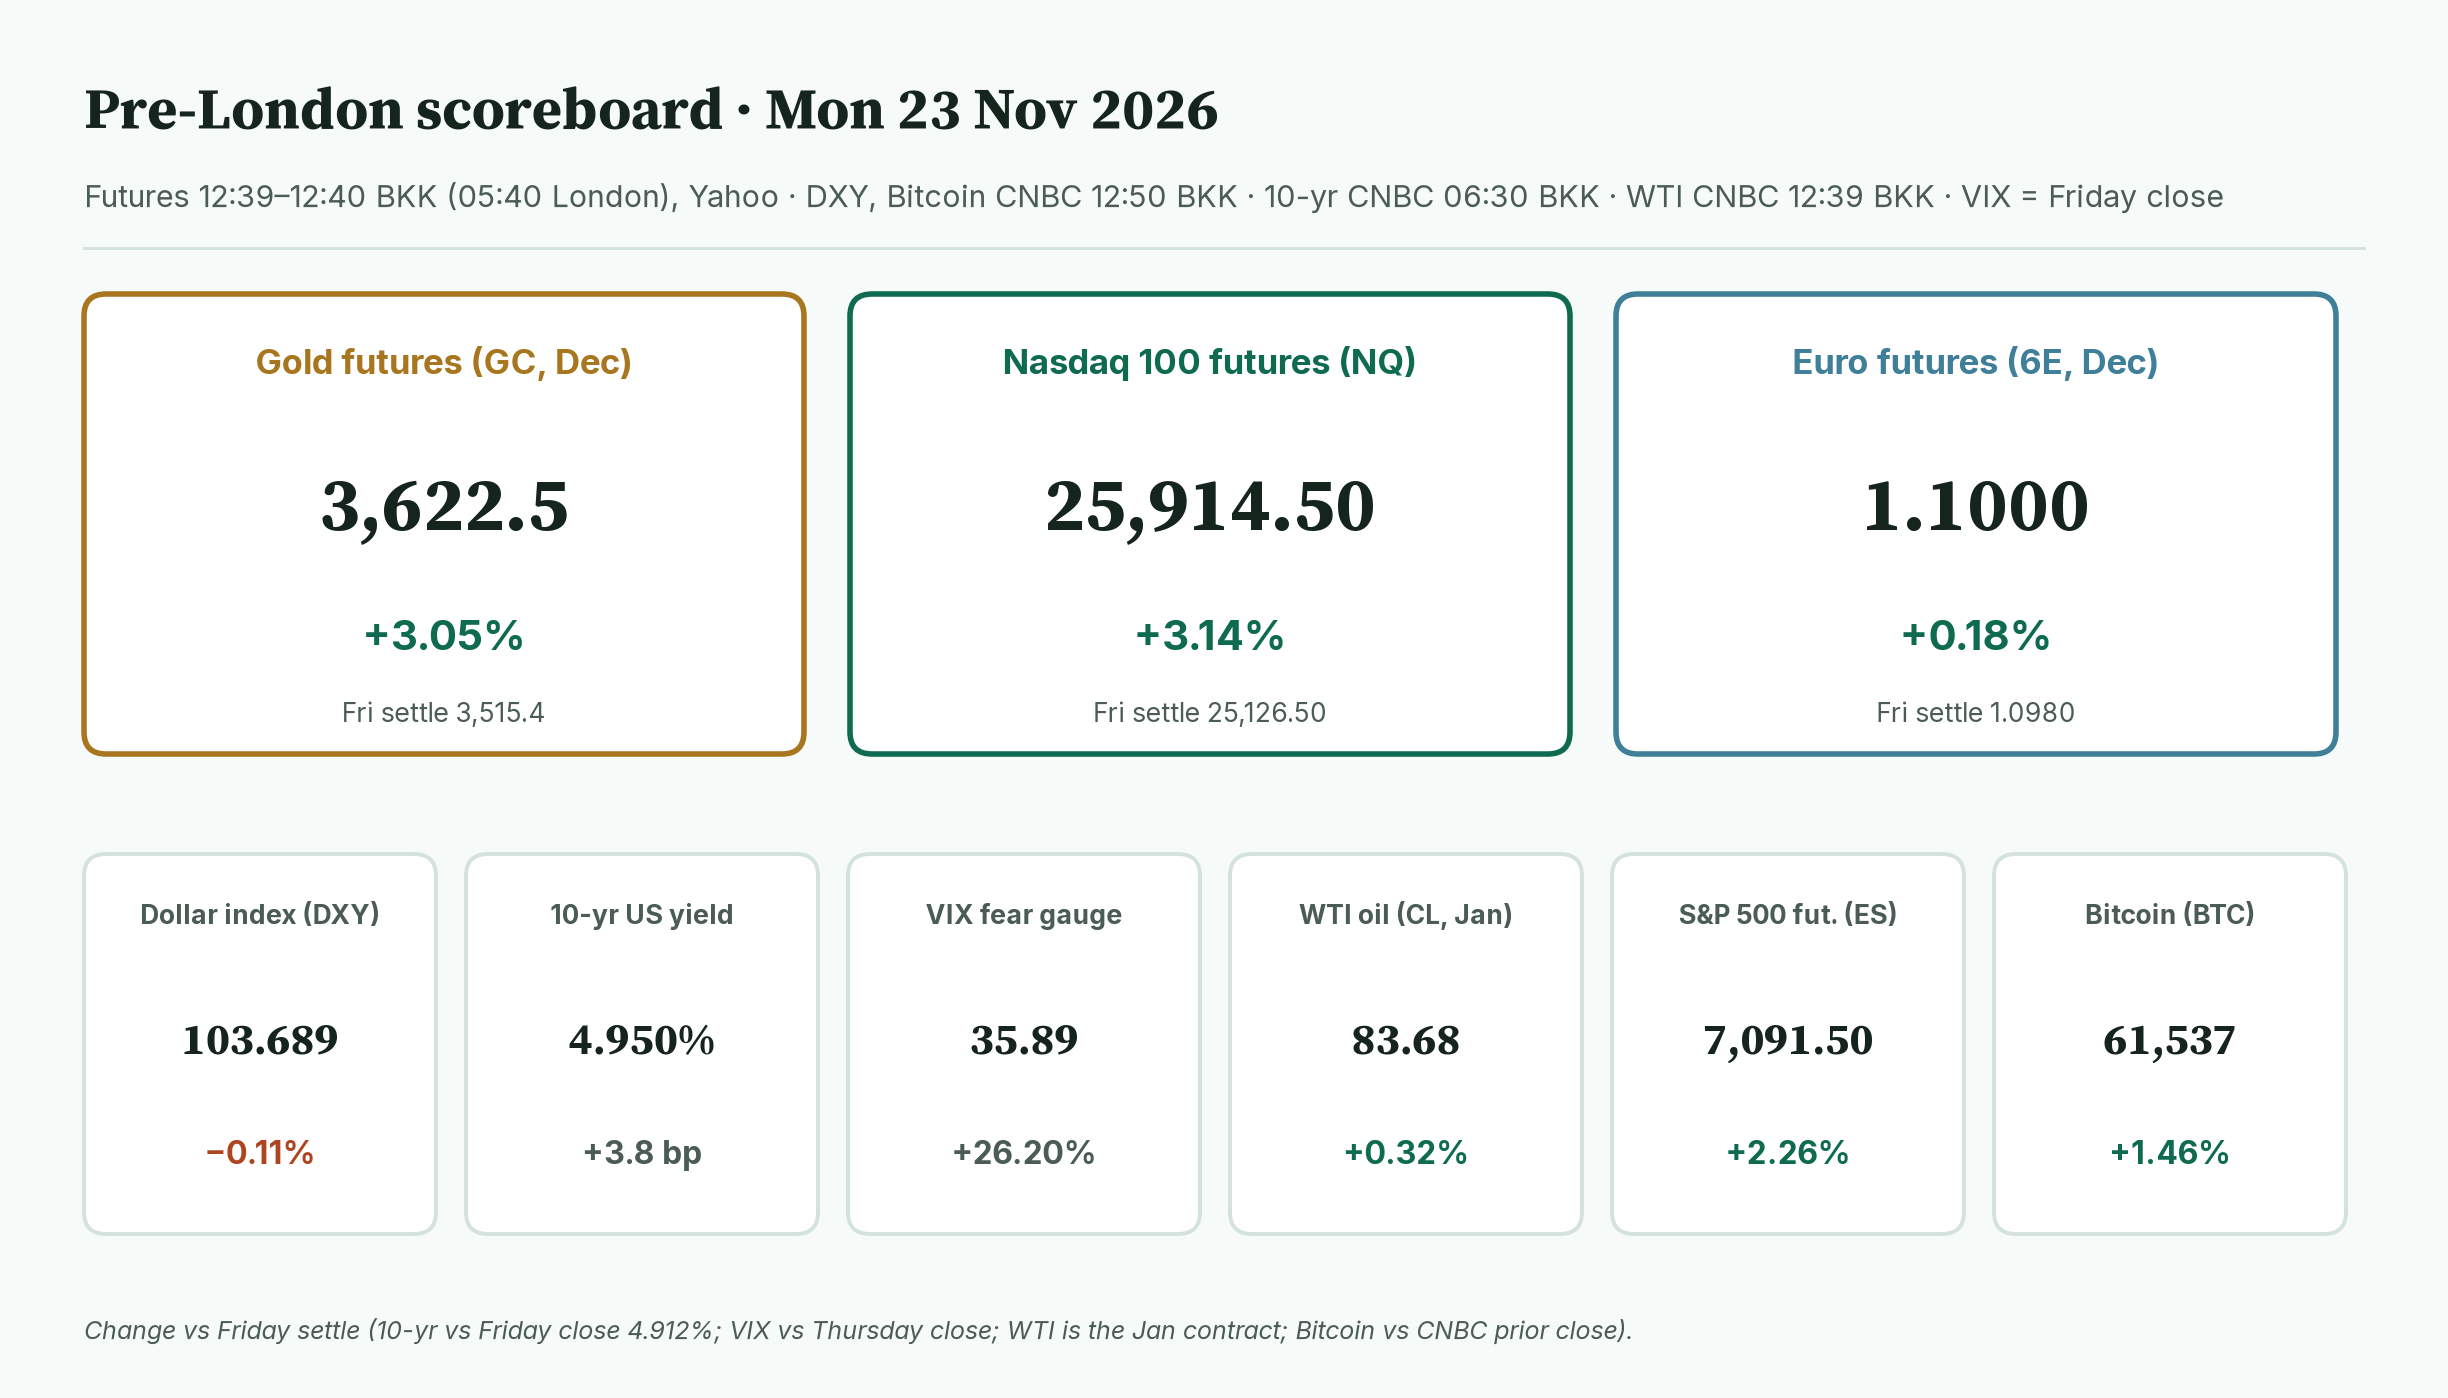 Pre-London scoreboard · Mon 23 Nov 2026
Futures 12:39–12:40 BKK (05:40 London), Yahoo · DXY, Bitcoin CNBC 12:50 BKK · 10-yr CNBC 06:30 BKK · WTI CNBC 12:39 BKK · VIX = Friday close
Gold futures (GC, Dec)
3,622.5
+3.05%
Fri settle 3,515.4
Nasdaq 100 futures (NQ)
25,914.50
+3.14%
Fri settle 25,126.50
Euro futures (6E, Dec)
1.1000
+0.18%
Fri settle 1.0980
Dollar index (DXY)
103.689
−0.11%
10-yr US yield
4.950%
+3.8 bp
VIX fear gauge
35.89
+26.20%
WTI oil (CL, Jan)
83.68
+0.32%
S&P 500 fut. (ES)
7,091.50
+2.26%
Bitcoin (BTC)
61,537
+1.46%
Change vs Friday settle (10-yr vs Friday close 4.912%; VIX vs Thursday close; WTI is the Jan contract; Bitcoin vs CNBC prior close).